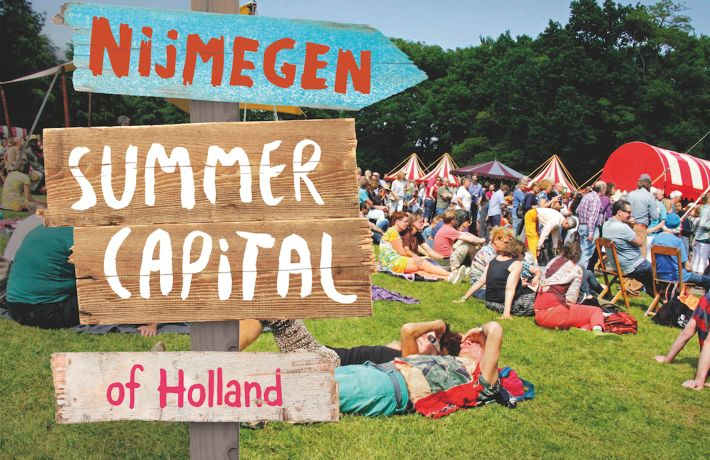 NijMEGEN
SUMMER
CAPiTAL
of Holland